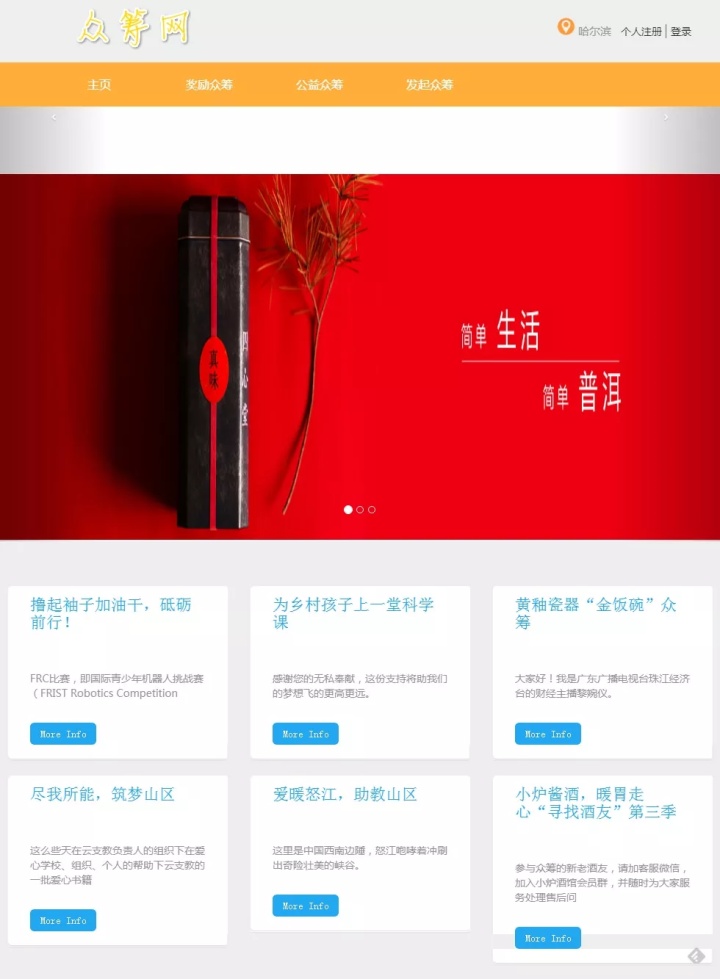 众筹网
哈尔滨 个人注册 | 登录
主页 奖励众筹 公益众筹 发起众筹
真味
四心堂
简单 生活
简单 普洱
撸起袖子加油干，砥砺
前行！
FRC比赛，即国际青少年机器人挑战赛
（FRIST Robotics Competition
More Info
为乡村孩子上一堂科学
课
感谢您的无私奉献，这份支持将助我们
的梦想飞的更高更远。
More Info
黄釉瓷器“金饭碗”众
筹
大家好！我是广东广播电视台珠江经济
台的财经主播黎婉仪。
More Info
尽我所能，筑梦山区
这么些天在云支教负责人的组织下在爱
心学校、组织、个人的帮助下云支教的
一批爱心书籍
More Info
爱暖怒江，助教山区
这里是中国西南边陲，怒江咆哮着冲刷
出奇险壮美的峡谷。
More Info
小炉酱酒，暖胃走
心“寻找酒友”第三季
参与众筹的新老酒友，请加客服微信，
加入小炉酒馆会员群，并随时为大家服
务处理售后问
More Info